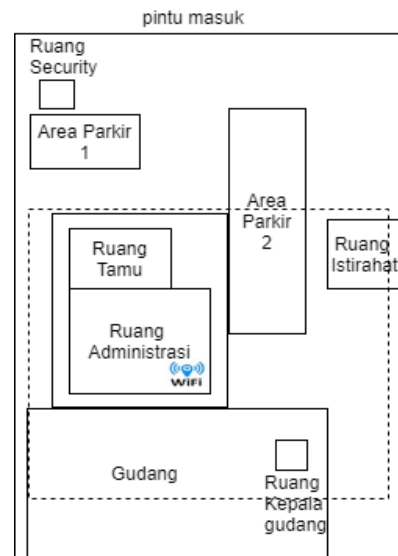 pintu masuk
Ruang
Security
Area Parkir
1
Area
Parkir
2
Ruang
Tamu
Ruang
Istirahat
Ruang
Administrasi
WiFi
Gudang
Ruang
Kepala
gudang